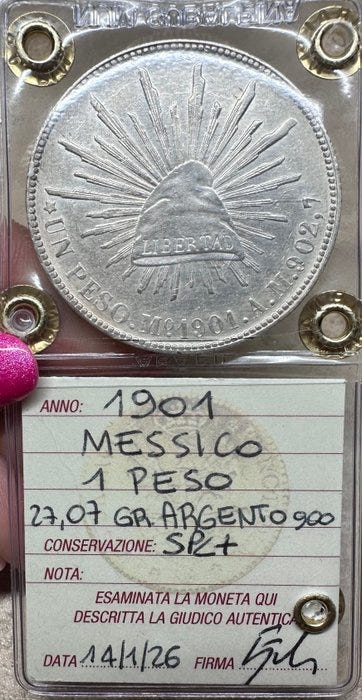 LIBERTAD
UN PESO. Mº 1901. A.M. 902,7
ANNO: 1901
MESSICO
1 PESO
27,07 GR. ARGENTO 900
CONSERVAZIONE: SPL+
NOTA:
ESAMINATA LA MONETA QUI
DESCRITTA LA GIUDICO AUTENTICA
DATA 14/1/26 FIRMA